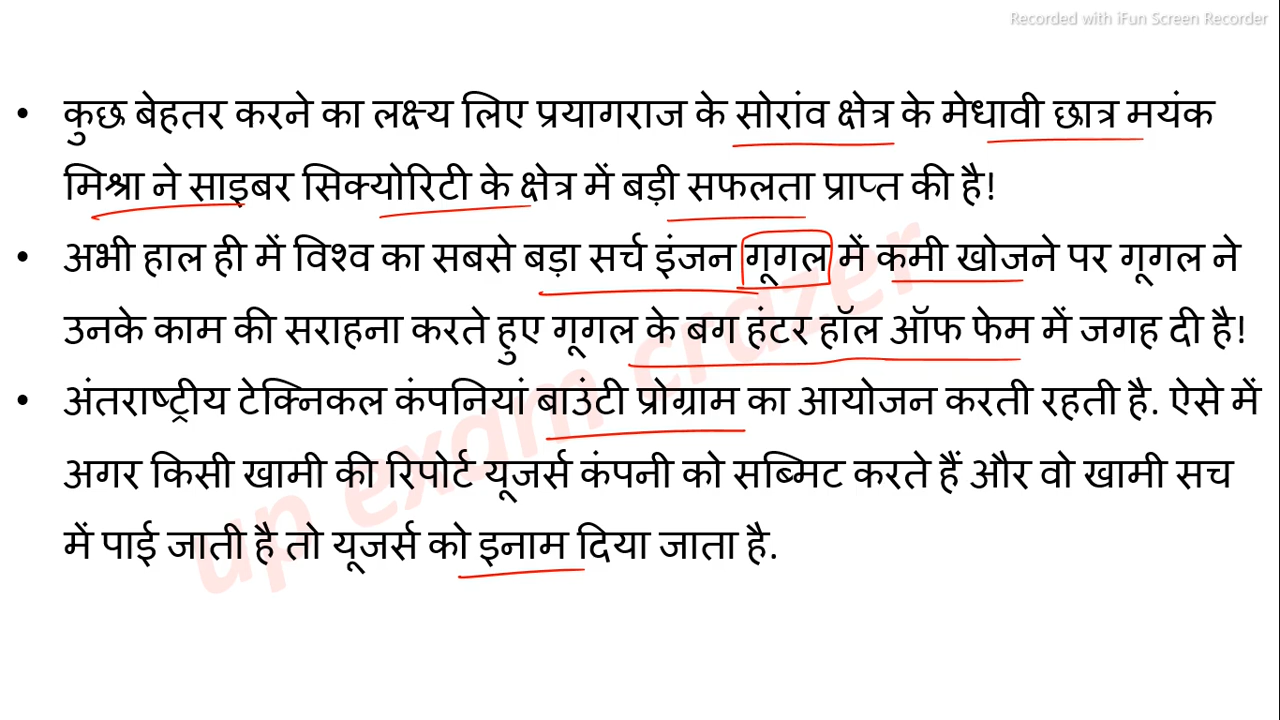 Recorded with iFun Screen Recorder
• कुछ बेहतर करने का लक्ष्य लिए प्रयागराज के सोरांव क्षेत्र के मेधावी छात्र मयंक
मिश्रा ने साइबर सिक्योरिटी के क्षेत्र में बड़ी सफलता प्राप्त की है!
• अभी हाल ही में विश्व का सबसे बड़ा सर्च इंजन गूगल में कमी खोजने पर गूगल ने
उनके काम की सराहना करते हुए गूगल के बग हंटर हॉल ऑफ फेम में जगह दी है!
• अंतराष्ट्रीय टेक्निकल कंपनियां बाउंटी प्रोग्राम का आयोजन करती रहती है. ऐसे में
अगर किसी खामी की रिपोर्ट यूजर्स कंपनी को सब्मिट करते हैं और वो खामी सच
में पाई जाती है तो यूजर्स को इनाम दिया जाता है.
up exam crazer